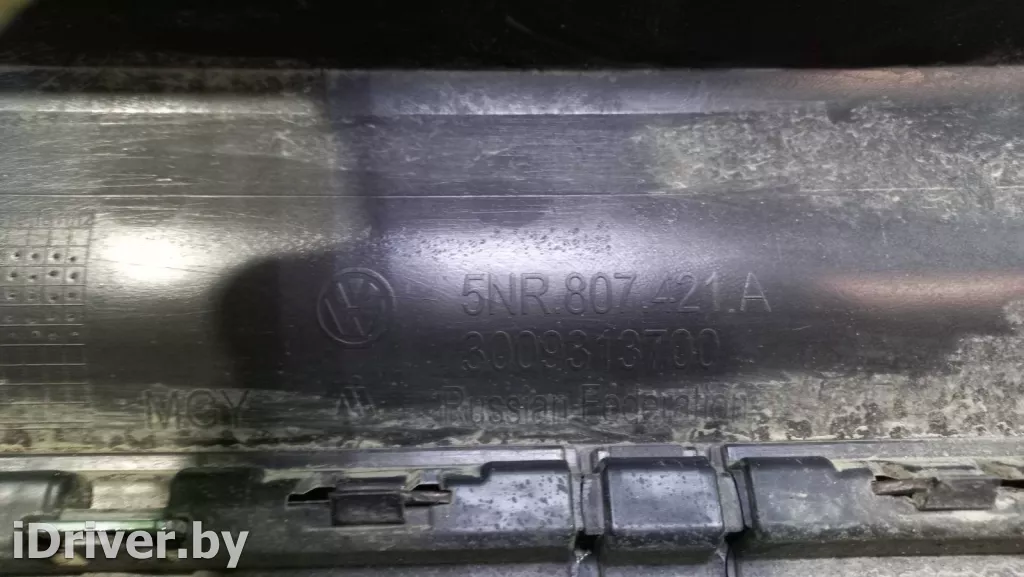 5NR.807.421.A
3009313700
MGY Russian Federation
iDriver.by